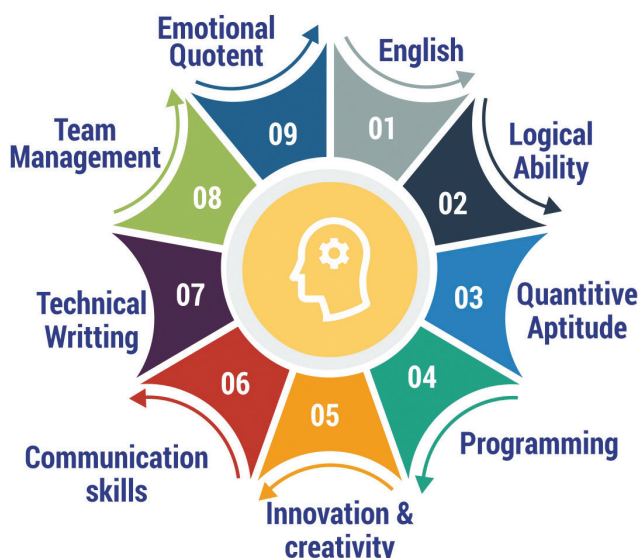 English
01
Logical
Ability
02
Quantitive
Aptitude
03
Programming
04
Innovation &
creativity
05
Communication
skills
06
Technical
Writting
07
Team
Management
08
Emotional
Quotent
09